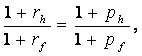 (1 + r_h)/(1 + r_f) = (1 + p_h)/(1 + p_f),